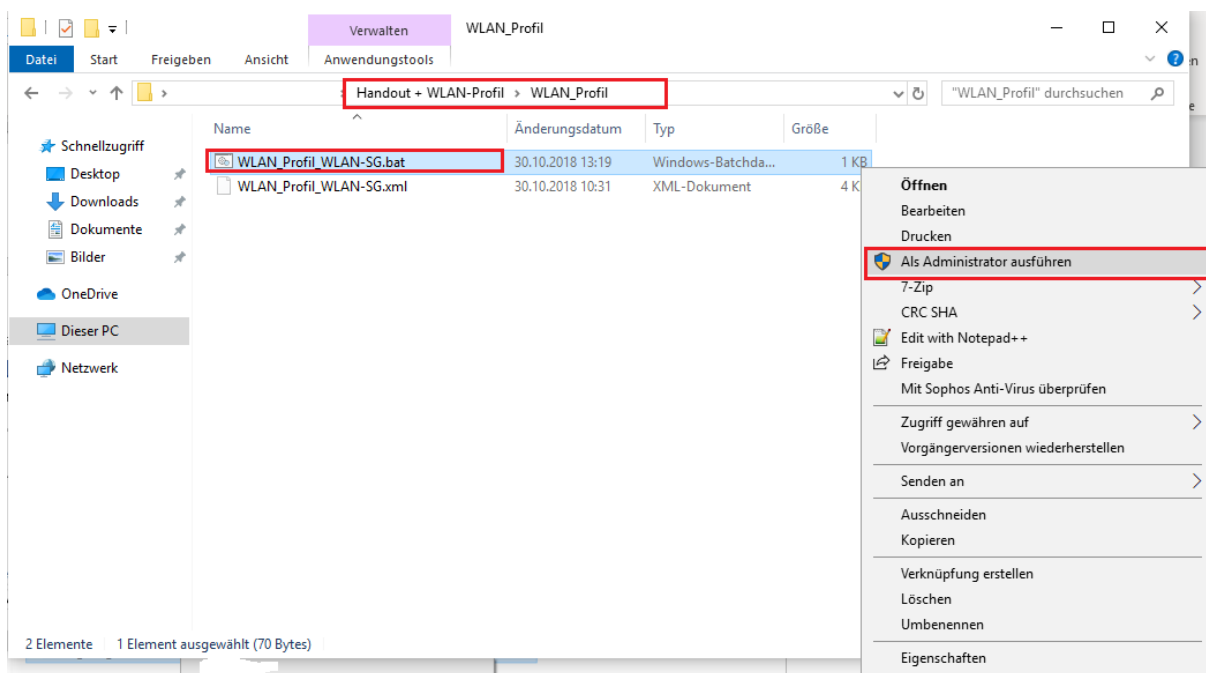 Verwalten
WLAN_Profil
Datei
Start
Freigeben
Ansicht
Anwendungstools
Handout + WLAN-Profil > WLAN_Profil
"WLAN_Profil" durchsuchen
Name
Änderungsdatum
Typ
Größe
Schnellzugriff
Desktop
Downloads
Dokumente
Bilder
OneDrive
Dieser PC
Netzwerk
WLAN_Profil_WLAN-SG.bat 30.10.2018 13:19 Windows-Batchda... 1 KB
WLAN_Profil_WLAN-SG.xml 30.10.2018 10:31 XML-Dokument 4 K
Öffnen
Bearbeiten
Drucken
Als Administrator ausführen
7-Zip
CRC SHA
Edit with Notepad++
Freigabe
Mit Sophos Anti-Virus überprüfen
Zugriff gewähren auf
Vorgängerversionen wiederherstellen
Senden an
Ausschneiden
Kopieren
Verknüpfung erstellen
Löschen
Umbenennen
Eigenschaften
2 Elemente
1 Element ausgewählt (70 Bytes)